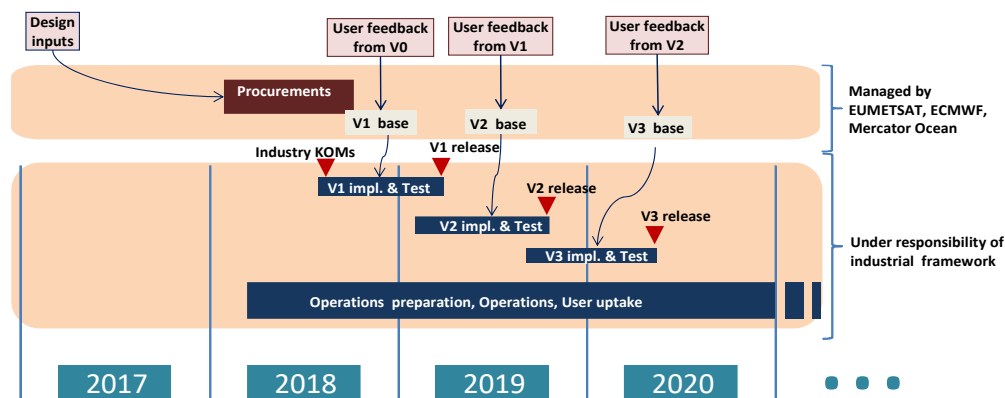 Design
inputs
User feedback
from V0
User feedback
from V1
User feedback
from V2
Procurements
V1 base
V2 base
V3 base
Managed by
EUMETSAT, ECMWF,
Mercator Ocean
Industry KOMs
V1 release
V1 impl. & Test
V2 release
V2 impl. & Test
V3 release
V3 impl. & Test
Under responsibility of
industrial framework
Operations preparation, Operations, User uptake
2017
2018
2019
2020